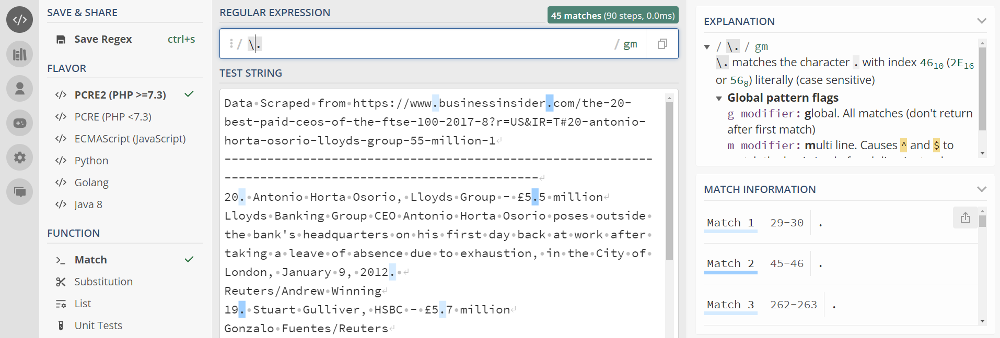 SAVE & SHARE
Save Regex ctrl+s
FLAVOR
PCRE2 (PHP >=7.3)
PCRE (PHP <7.3)
ECMAScript (JavaScript)
Python
Golang
Java 8
FUNCTION
Match
Substitution
List
Unit Tests
REGULAR EXPRESSION
45 matches (90 steps, 0.0ms)
/ \. / gm
TEST STRING
Data Scraped from https://www.businessinsider.com/the-20-
best-paid-ceos-of-the-ftse-100-2017-8?r=US&IR=T#20-antonio-
horta-osorio-lloyds-group-55-million-1
------------------------------------------------------------
--------------------------------------------
20. Antonio Horta Osorio, Lloyds Group - £5.5 million
Lloyds Banking Group CEO Antonio Horta Osorio poses outside
the bank's headquarters on his first day back at work after
taking a leave of absence due to exhaustion, in the City of
London, January 9, 2012.
Reuters/Andrew Winning
19. Stuart Gulliver, HSBC - £5.7 million
Gonzalo Fuentes/Reuters
EXPLANATION
/ \. / gm
\. matches the character . with index 46₁₀ (2E₁₆
or 56₈) literally (case sensitive)
Global pattern flags
g modifier: global. All matches (don't return
after first match)
m modifier: multi line. Causes ^ and $ to
MATCH INFORMATION
Match 1 29-30 .
Match 2 45-46 .
Match 3 262-263 .